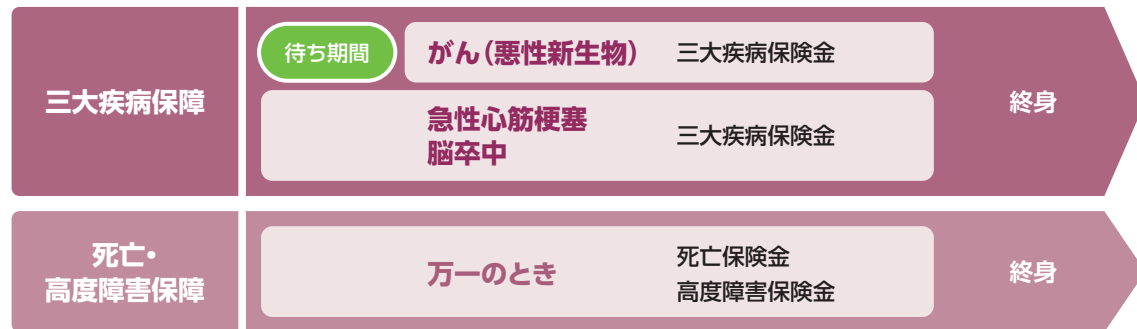 三大疾病保障
待ち期間
がん（悪性新生物）
三大疾病保険金
急性心筋梗塞
脳卒中
三大疾病保険金
終身
死亡・
高度障害保障
万一のとき
死亡保険金
高度障害保険金
終身